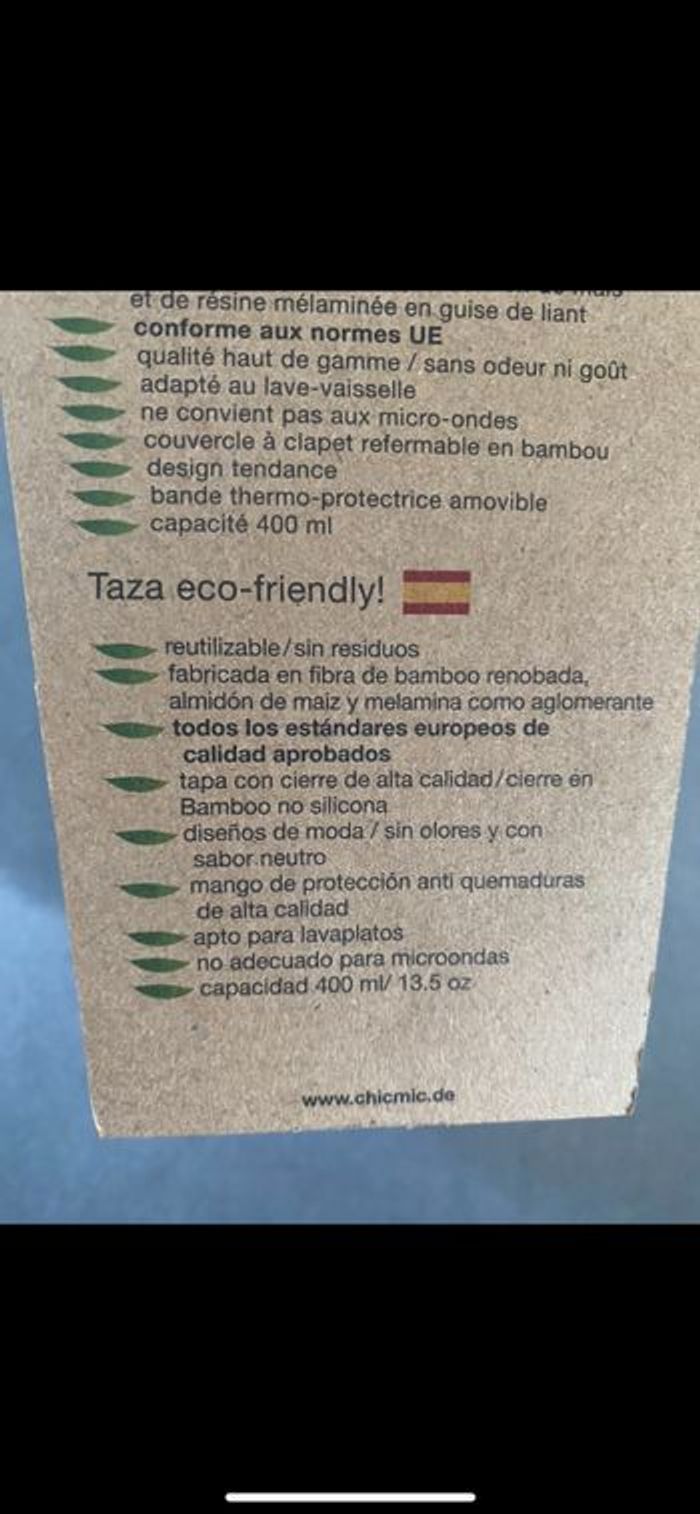 et de résine mélaminée en guise de liant
conforme aux normes UE
qualité haut de gamme / sans odeur ni goût
adapté au lave-vaisselle
ne convient pas aux micro-ondes
couvercle à clapet refermable en bambou
design tendance
bande thermo-protectrice amovible
capacité 400 ml
Taza eco-friendly!
reutilizable/sin residuos
fabricada en fibra de bamboo renobada,
almidón de maiz y melamina como aglomerante
todos los estándares europeos de
calidad aprobados
tapa con cierre de alta calidad/cierre en
Bamboo no silicona
diseños de moda / sin olores y con
sabor neutro
mango de protección anti quemaduras
de alta calidad
apto para lavaplatos
no adecuado para microondas
capacidad 400 ml/ 13.5 oz
www.chicmic.de